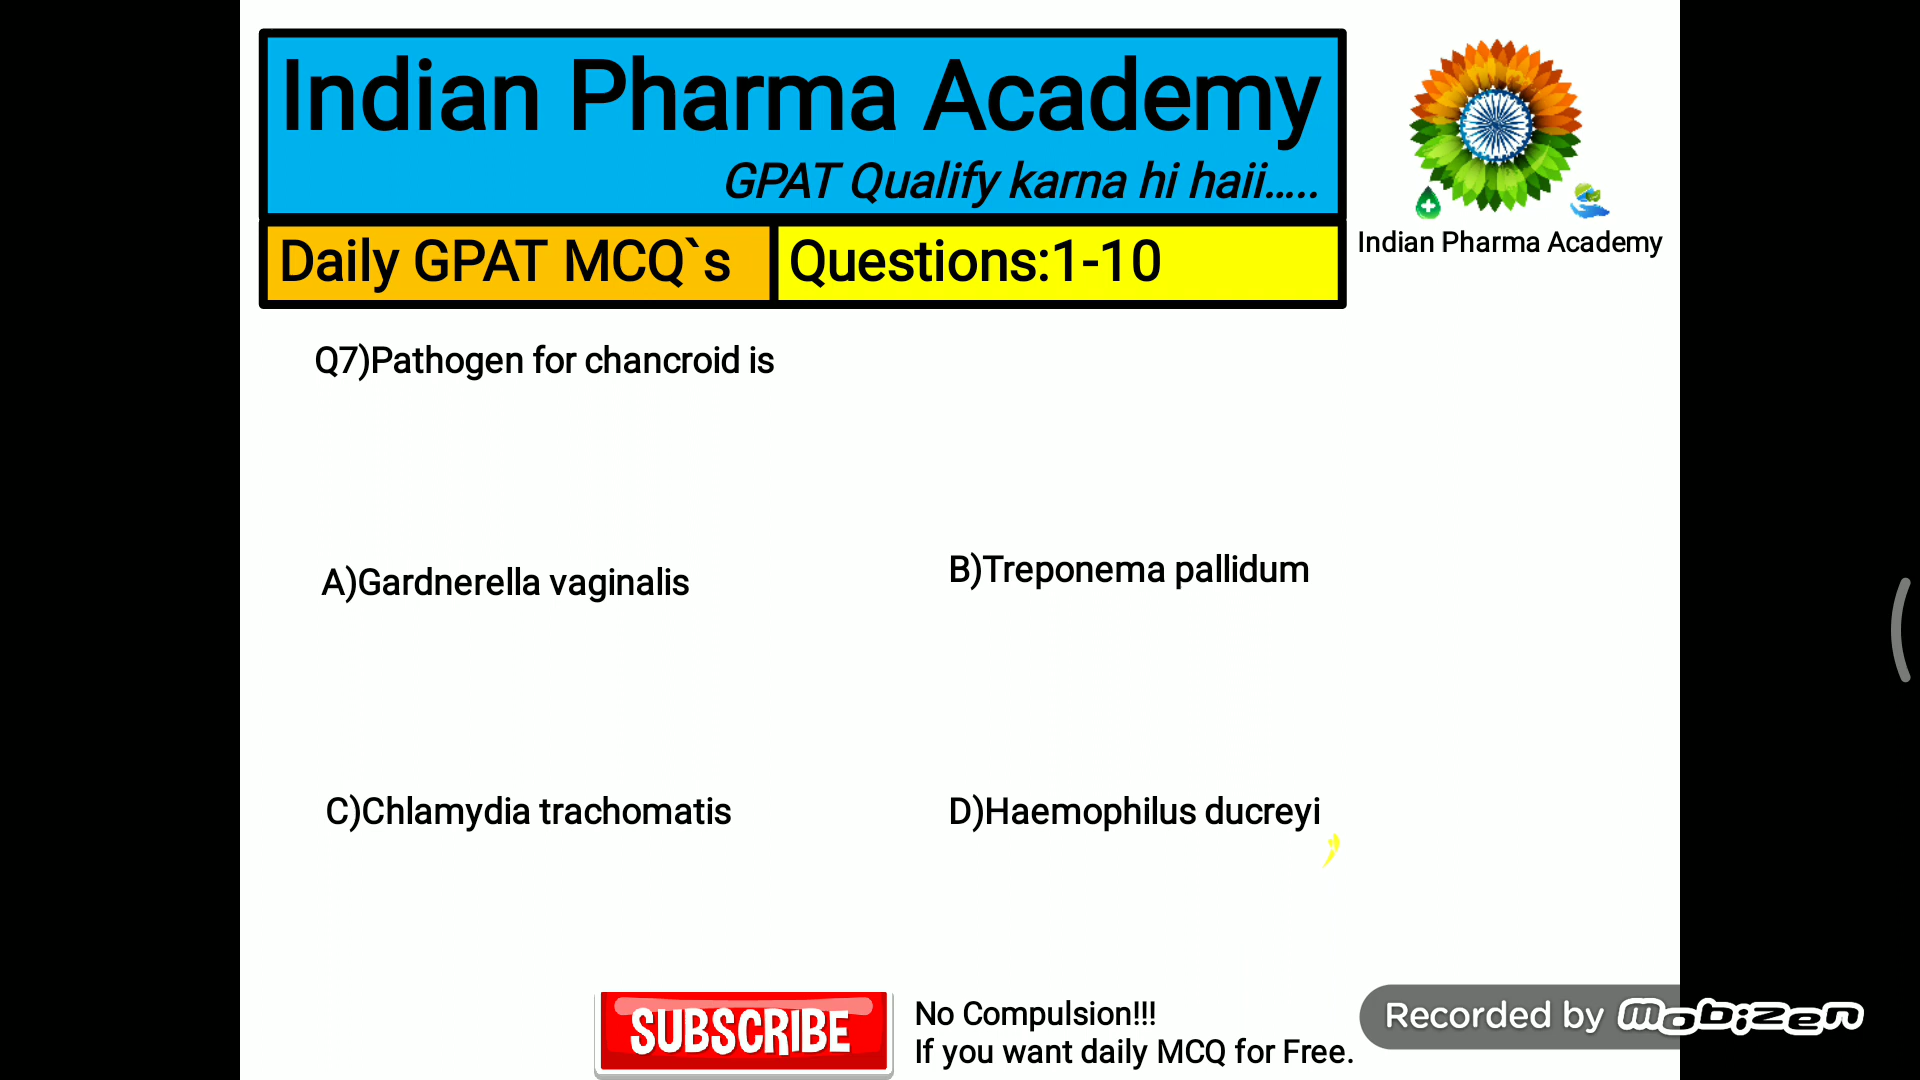 Indian Pharma Academy
GPAT Qualify karna hi haii.....
Daily GPAT MCQ`s
Questions:1-10
Indian Pharma Academy
Q7)Pathogen for chancroid is
A)Gardnerella vaginalis
B)Treponema pallidum
C)Chlamydia trachomatis
D)Haemophilus ducreyi
SUBSCRIBE
No Compulsion!!!
If you want daily MCQ for Free.
Recorded by mobizen